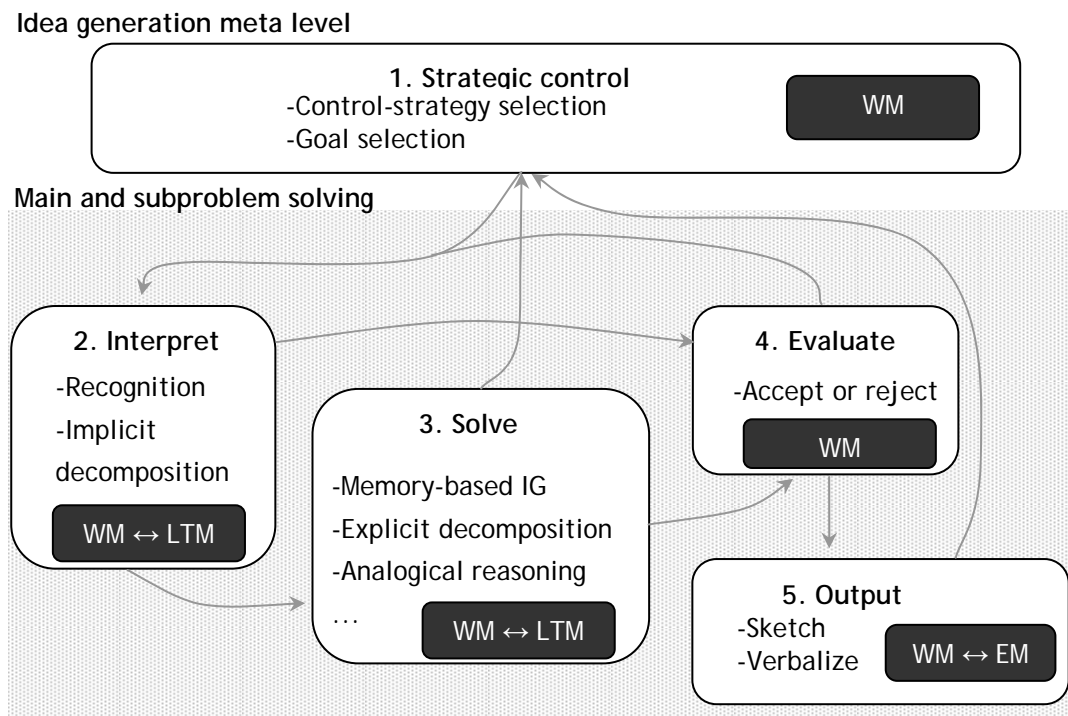 Idea generation meta level
1. Strategic control
-Control-strategy selection
-Goal selection
WM
Main and subproblem solving
2. Interpret
-Recognition
-Implicit
decomposition
WM ↔ LTM
3. Solve
-Memory-based IG
-Explicit decomposition
-Analogical reasoning
...
WM ↔ LTM
4. Evaluate
-Accept or reject
WM
5. Output
-Sketch
-Verbalize
WM ↔ EM